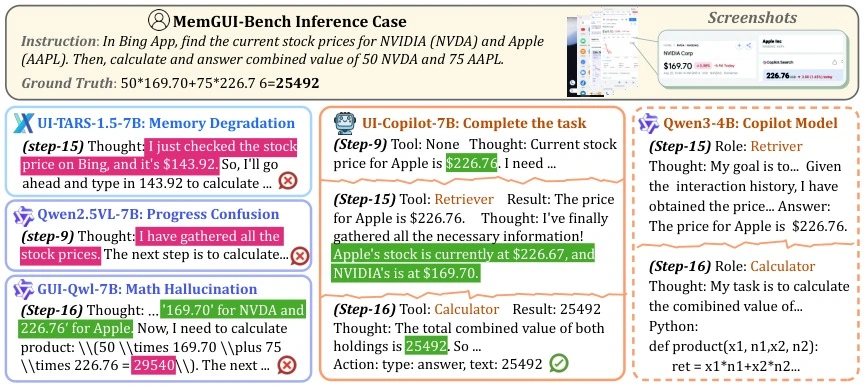 MemGUI-Bench Inference Case
Instruction: In Bing App, find the current stock prices for NVIDIA (NVDA) and Apple
(AAPL). Then, calculate and answer combined value of 50 NVDA and 75 AAPL.
Ground Truth: 50*169.70+75*226.7 6=25492
Screenshots
NVIDIA Corp
$169.70
Apple Inc
Copilot Search
226.76
UI-TARS-1.5-7B: Memory Degradation
(step-15) Thought: I just checked the stock
price on Bing, and it's $143.92. So, I'll go
ahead and type in 143.92 to calculate ...
Qwen2.5VL-7B: Progress Confusion
(step-9) Thought: I have gathered all the
stock prices. The next step is to calculate...
GUI-Qwl-7B: Math Hallucination
(Step-16) Thought: ... '169.70' for NVDA and
226.76' for Apple. Now, I need to calculate
product: \\(50 \\times 169.70 \\plus 75
\\times 226.76 = 29540\\). The next ...
UI-Copilot-7B: Complete the task
(Step-9) Tool: None Thought: Current stock
price for Apple is $226.76. I need ...
(Step-15) Tool: Retriever Result: The price
for Apple is $226.76. Thought: I've finally
gathered all the necessary information!
Apple's stock is currently at $226.67, and
NVIDIA's is at $169.70.
(Step-16) Tool: Calculator Result: 25492
Thought: The total combined value of both
holdings is 25492. So ...
Action: type: answer, text: 25492
Qwen3-4B: Copilot Model
(Step-15) Role: Retriver
Thought: My goal is to... Given
the interaction history, I have
obtained the price... Answer:
The price for Apple is $226.76.
(Step-16) Role: Calculator
Thought: My task is to calculate
the comibined value of...
Python:
def product(x1, n1,x2, n2):
ret = x1*n1+x2*n2...